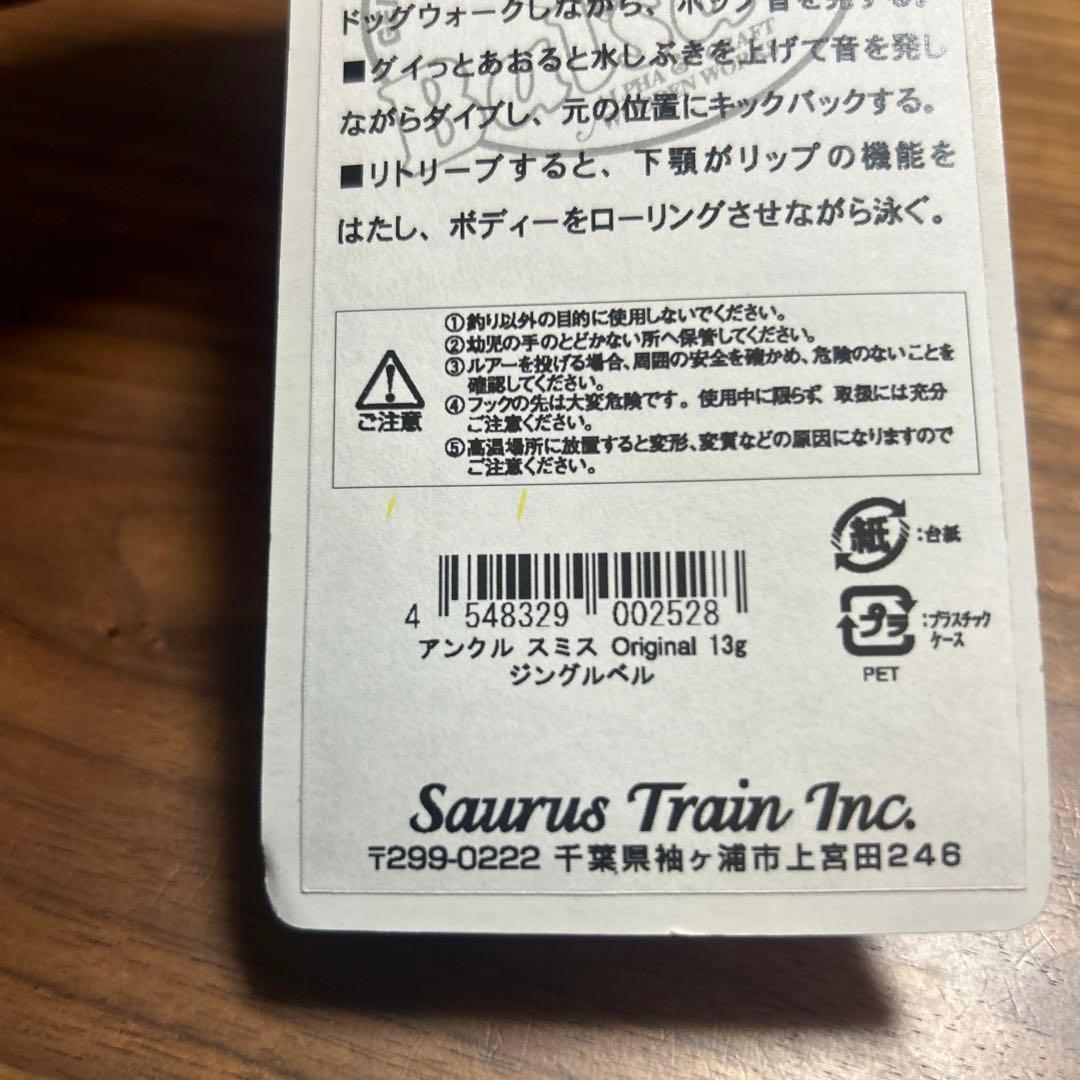 ドッグウォークしながら、ポップ音を発する。
■グイっとあおると水しぶきを上げて音を発し
ながらダイブし、元の位置にキックバックする。
■リトリーブすると、下顎がリップの機能を
はたし、ボディーをローリングさせながら泳ぐ。
Balsa
ALPHA & CRAFT
WOODEN WORKS
ご注意
①釣り以外の目的に使用しないでください。
②幼児の手のとどかない所へ保管してください。
③ルアーを投げる場合、周囲の安全を確かめ、危険のないことを
確認してください。
④フックの先は大変危険です。使用中に限らず、取扱には充分
ご注意ください。
⑤高温場所に放置すると変形、変質などの原因になりますので
ご注意ください。
紙:台紙
4 548329 002528
アンクル スミス Original 13g
ジングルベル
プラ:プラスチック
ケース
PET
Saurus Train Inc.
〒299-0222 千葉県袖ヶ浦市上宮田246